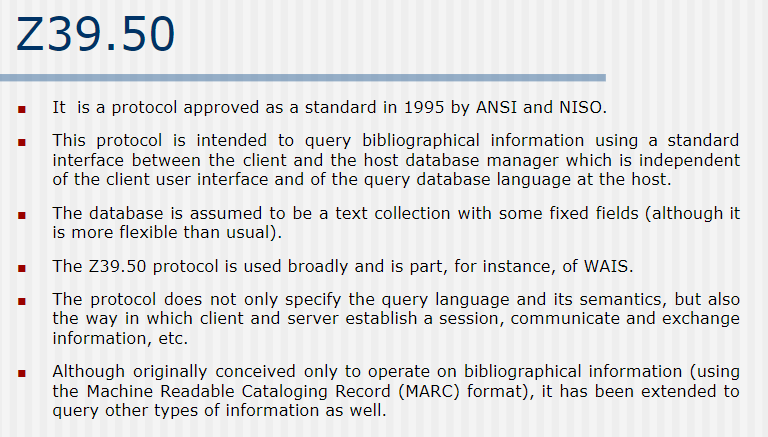 Z39.50
It is a protocol approved as a standard in 1995 by ANSI and NISO.
This protocol is intended to query bibliographical information using a standard
interface between the client and the host database manager which is independent
of the client user interface and of the query database language at the host.
The database is assumed to be a text collection with some fixed fields (although it
is more flexible than usual).
The Z39.50 protocol is used broadly and is part, for instance, of WAIS.
The protocol does not only specify the query language and its semantics, but also
the way in which client and server establish a session, communicate and exchange
information, etc.
Although originally conceived only to operate on bibliographical information (using
the Machine Readable Cataloging Record (MARC) format), it has been extended to
query other types of information as well.